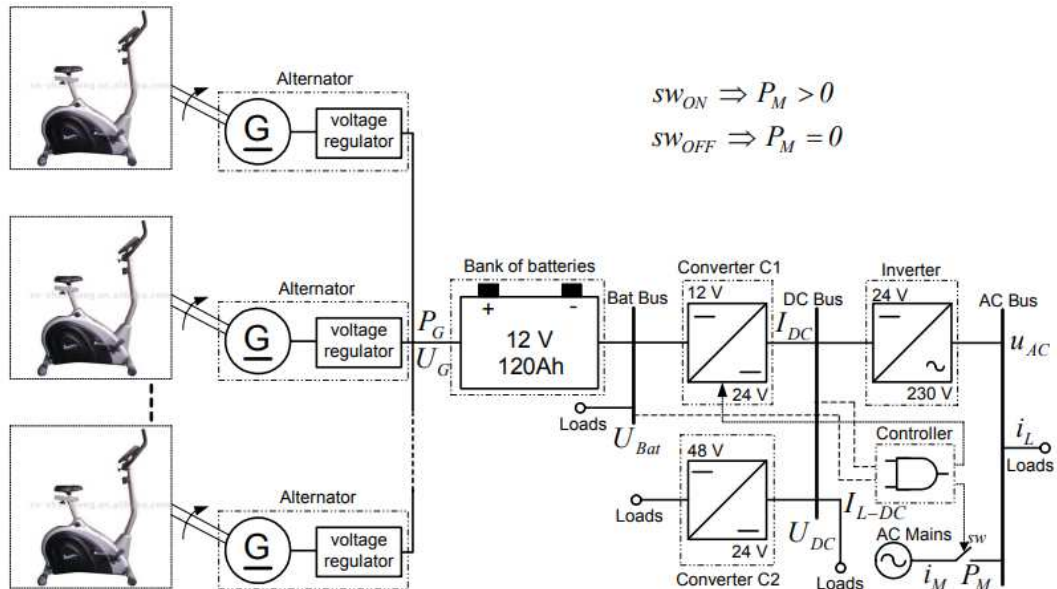 Alternator
G
voltage
regulator
sw_ON ⇒ P_M > 0
sw_OFF ⇒ P_M = 0
Alternator
G
voltage
regulator
P_G
U_G
Bank of batteries
+ -
12 V
120Ah
Bat Bus
Loads
U_Bat
Converter C1
12 V
24 V
I_DC
DC Bus
Inverter
24 V
230 V
AC Bus
u_AC
i_L
Loads
Controller
48 V
24 V
Converter C2
Loads
U_DC
I_L-DC
Loads
AC Mains
sw
i_M
P_M
Alternator
G
voltage
regulator